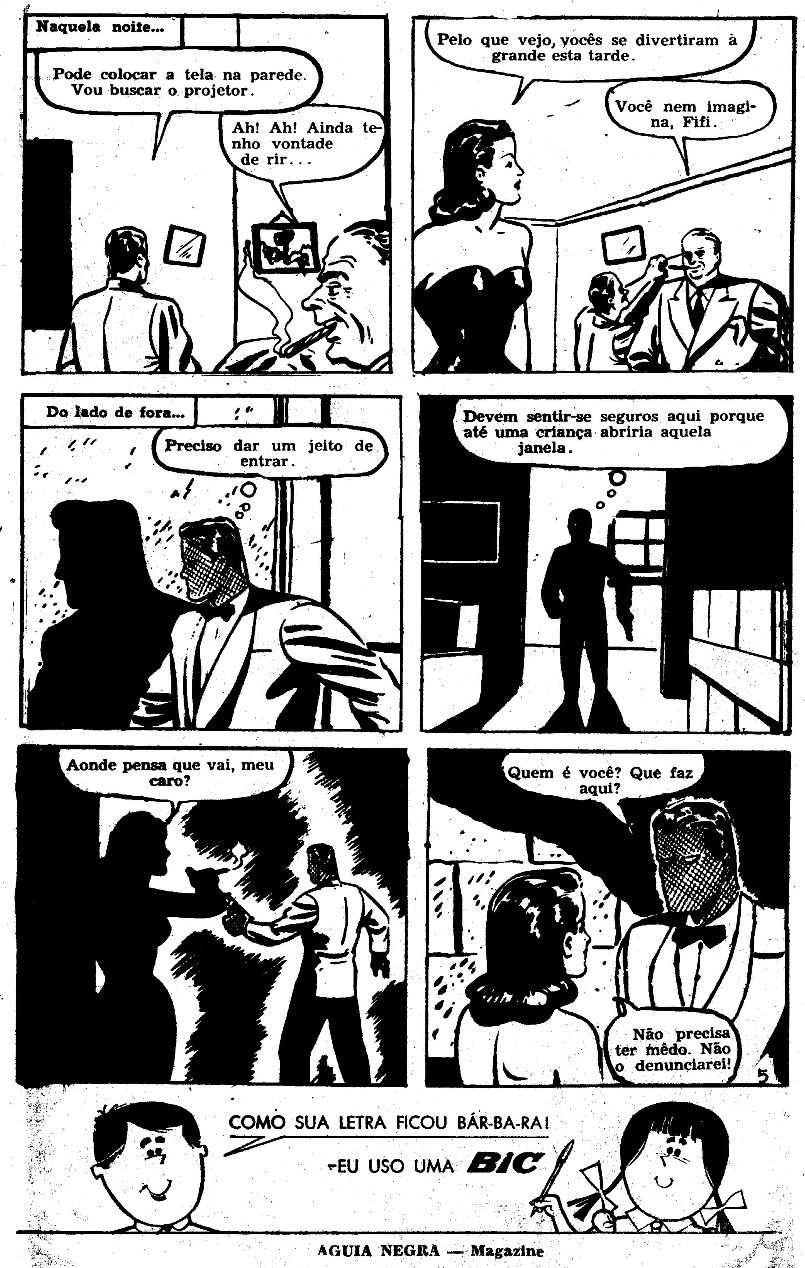 Naquela noite...
Pode colocar a tela na parede.
Vou buscar o projetor.
Ah! Ah! Ainda te-
nho vontade
de rir...
Pelo que vejo, vocês se divertiram à
grande esta tarde.
Você nem imagi-
na, Fifi.
Do lado de fora...
Preciso dar um jeito de
entrar.
Devem sentir-se seguros aqui porque
até uma criança abriria aquela
janela.
Aonde pensa que vai, meu
caro?
Quem é você? Que faz
aqui?
Não precisa
ter mêdo. Não
o denunciarei!
5
COMO SUA LETRA FICOU BÁR-BA-RA!
-EU USO UMA BIC
AGUIA NEGRA — Magazine